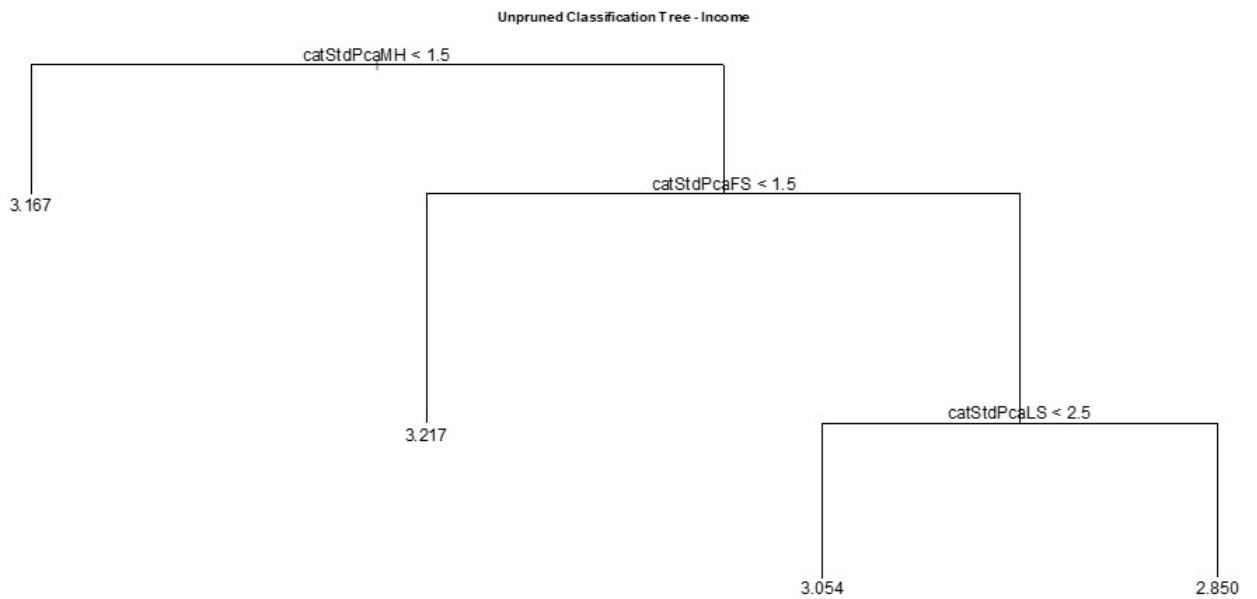 Unpruned Classification Tree - Income
catStdPcaMH < 1.5
catStdPcaFS < 1.5
3.167
catStdPcaLS < 2.5
3.217
3.054
2.850